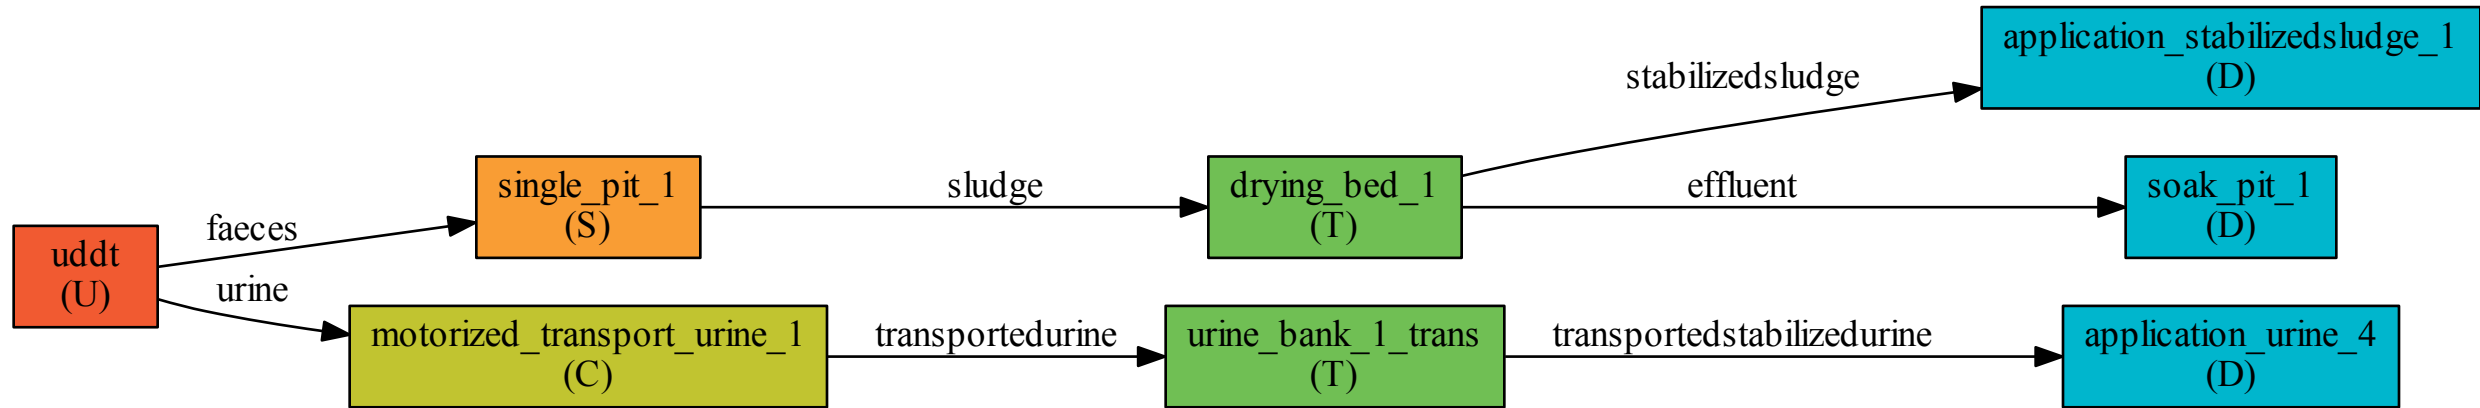 uddt
(U)
faeces
urine
single_pit_1
(S)
motorized_transport_urine_1
(C)
sludge
transportedurine
drying_bed_1
(T)
urine_bank_1_trans
(T)
stabilizedsludge
effluent
transportedstabilizedurine
application_stabilizedsludge_1
(D)
soak_pit_1
(D)
application_urine_4
(D)